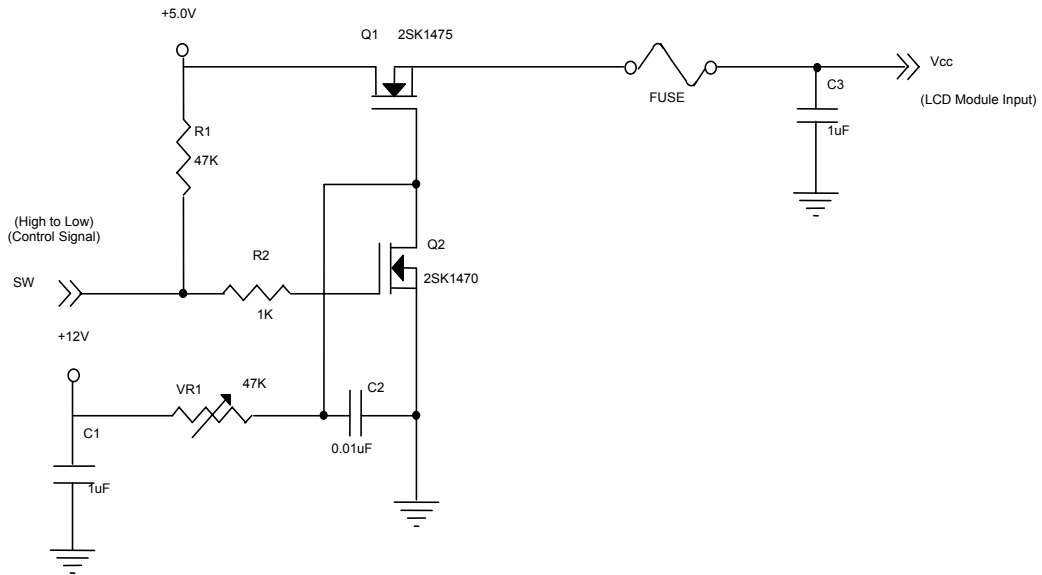 +5.0V
Q1 2SK1475
Vcc
FUSE
C3
(LCD Module Input)
1uF
R1
47K
(High to Low)
(Control Signal)
Q2
R2
2SK1470
SW
1K
+12V
VR1 47K
C2
C1
0.01uF
1uF